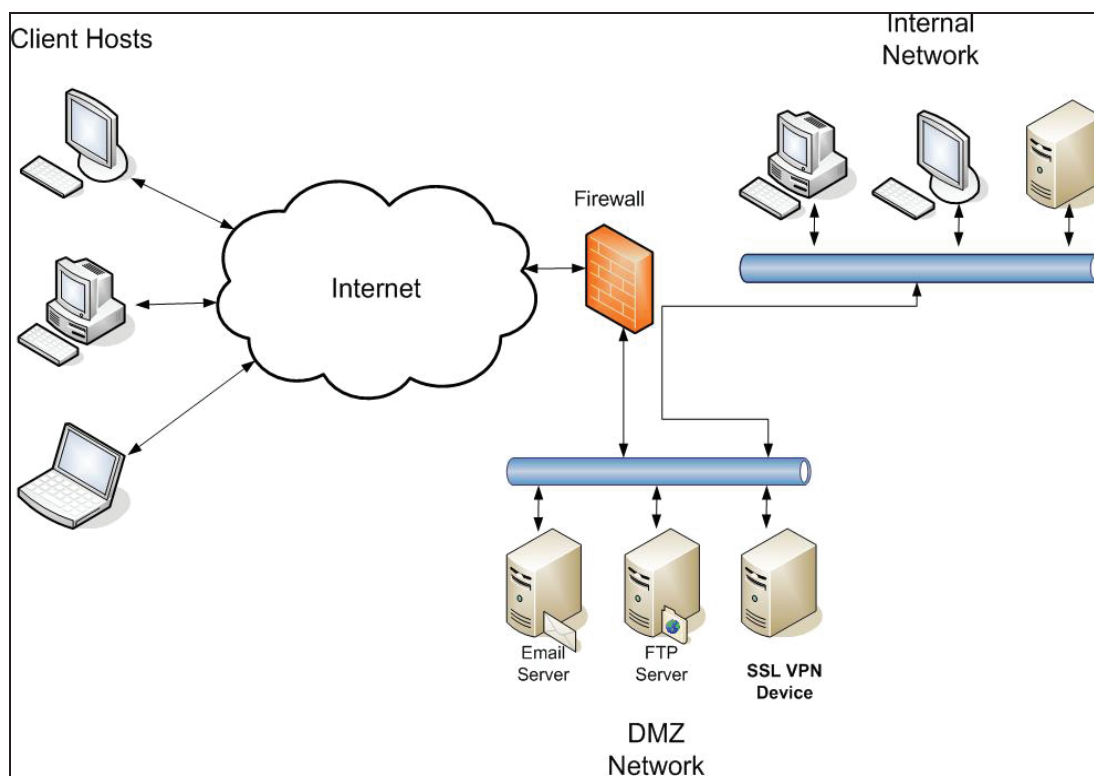 Client Hosts
Internal
Network
Firewall
Internet
Email
Server
FTP
Server
SSL VPN
Device
DMZ
Network